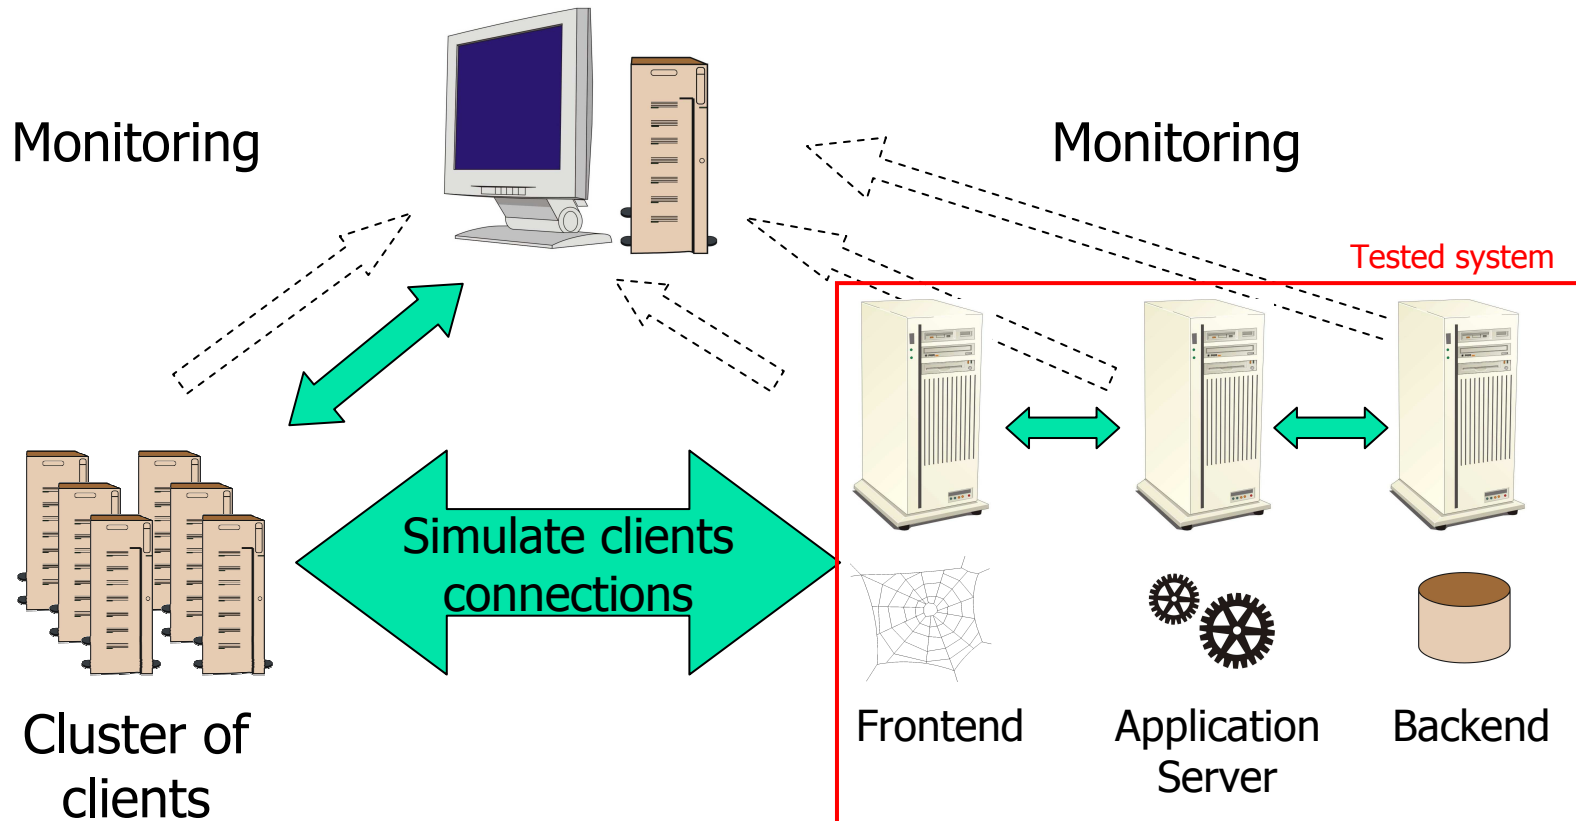 Monitoring
Monitoring
Tested system
Simulate clients
connections
Cluster of
clients
Frontend
Application
Server
Backend